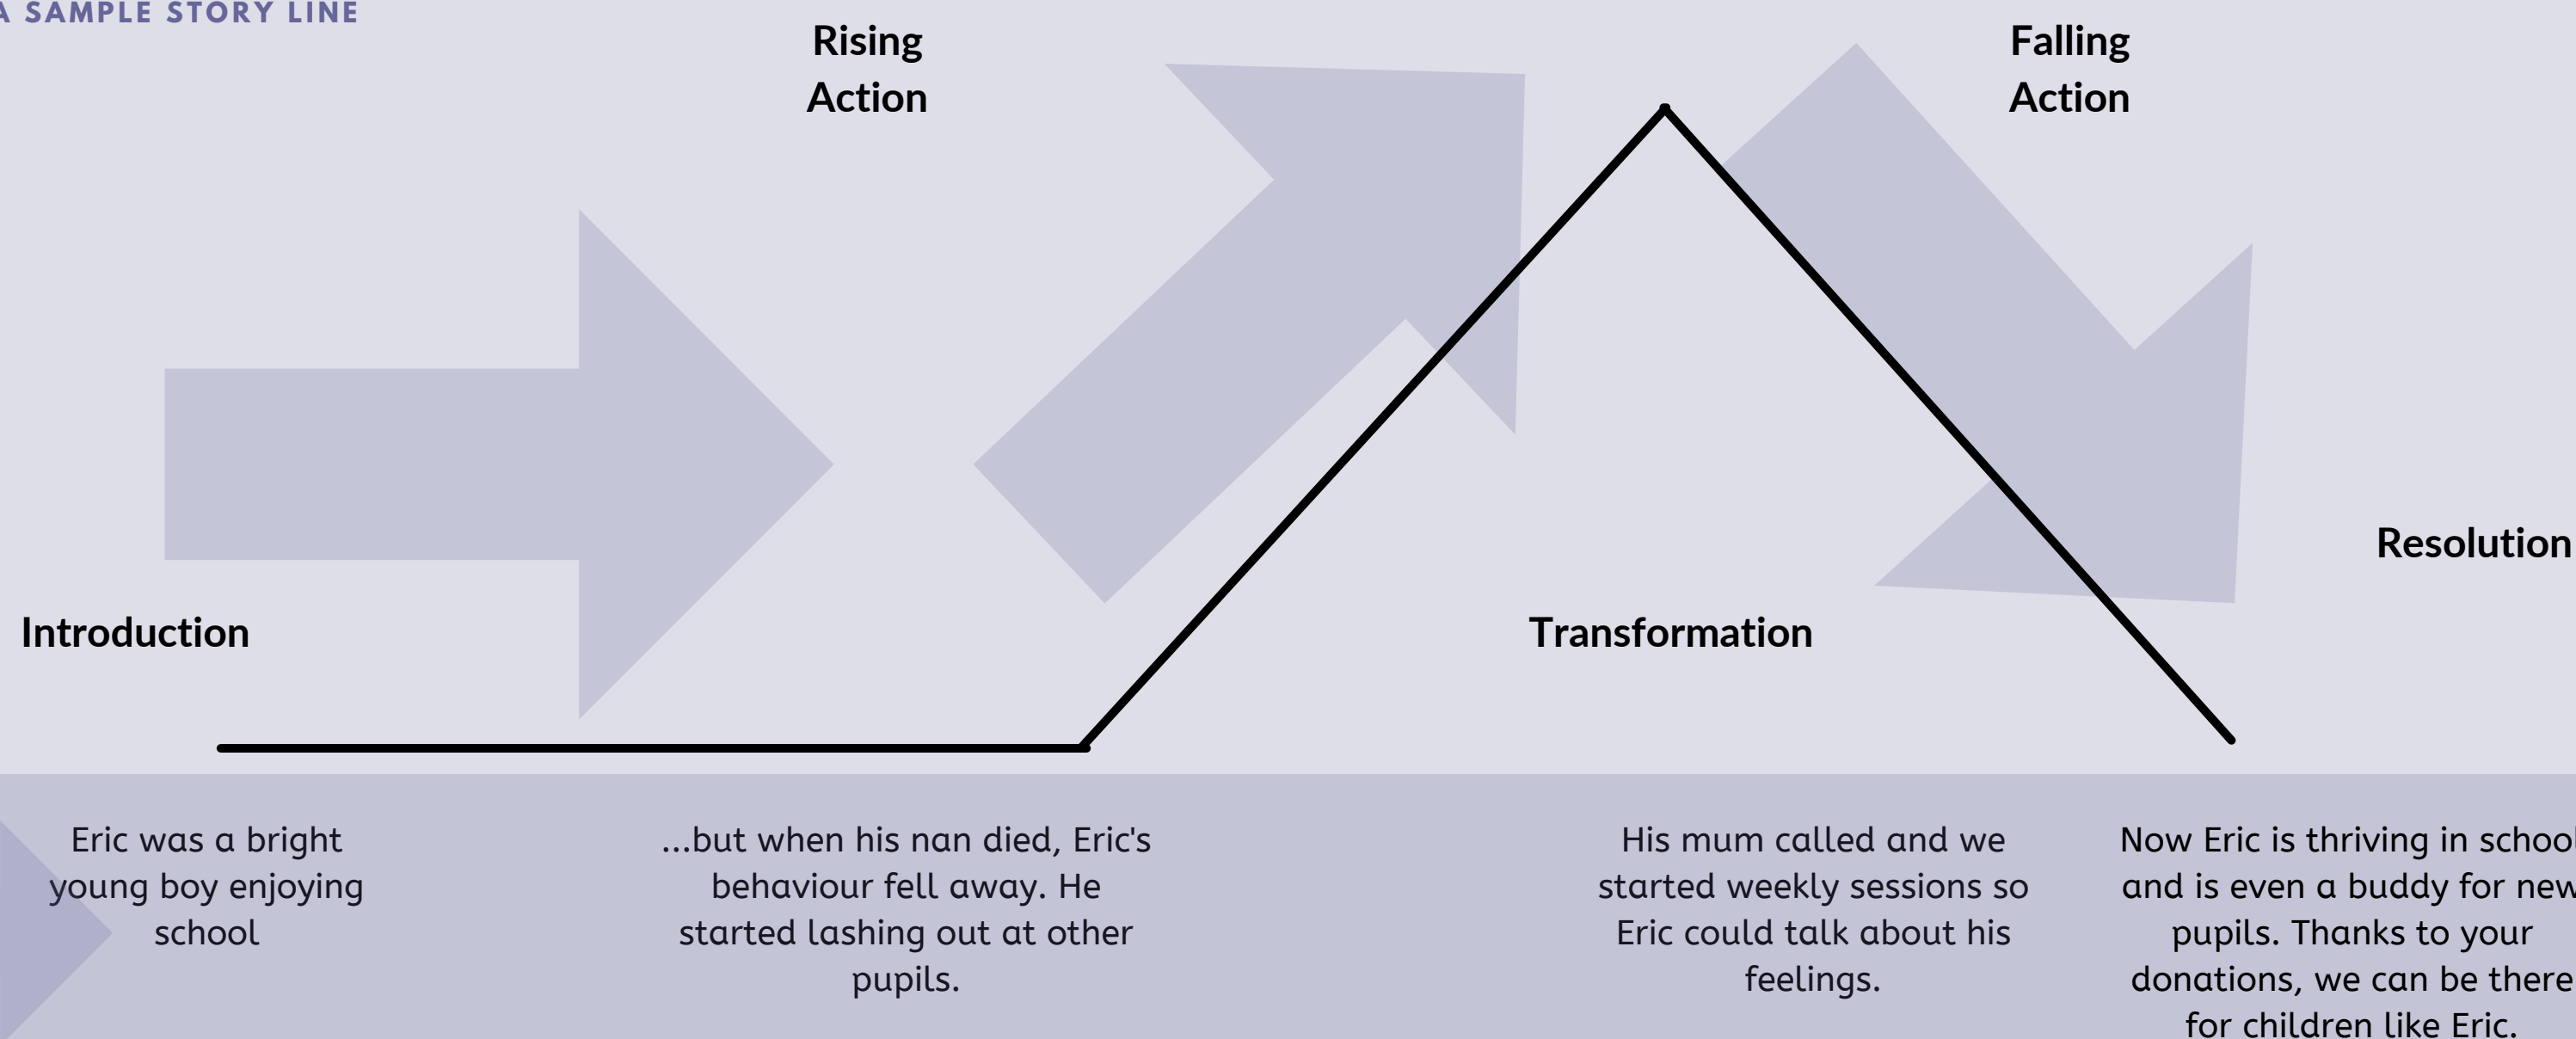 A SAMPLE STORY LINE
Rising
Action
Falling
Action
Resolution
Introduction
Transformation
Eric was a bright
young boy enjoying
school
...but when his nan died, Eric's
behaviour fell away. He
started lashing out at other
pupils.
His mum called and we
started weekly sessions so
Eric could talk about his
feelings.
Now Eric is thriving in school
and is even a buddy for new
pupils. Thanks to your
donations, we can be there
for children like Eric.